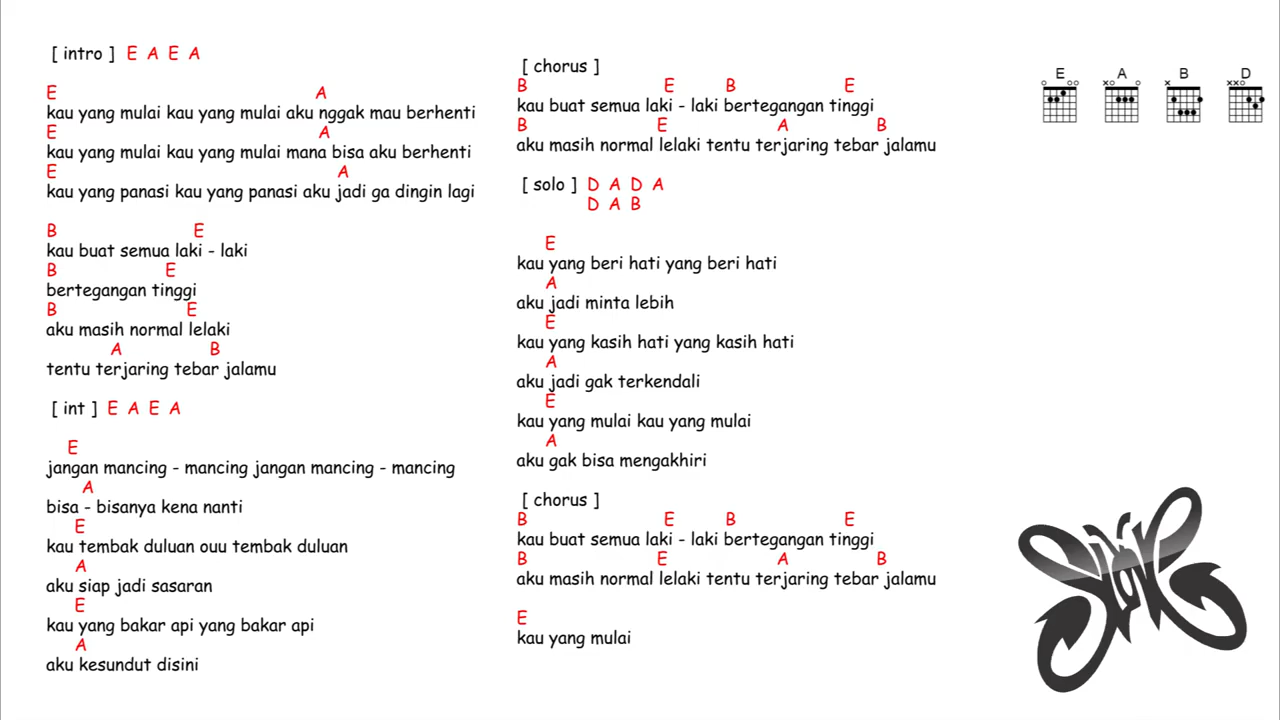 [ intro ] E A E A
E A
kau yang mulai kau yang mulai aku nggak mau berhenti
E A
kau yang mulai kau yang mulai mana bisa aku berhenti
E A
kau yang panasi kau yang panasi aku jadi ga dingin lagi
B E
kau buat semua laki - laki
B E
bertegangan tinggi
B E
aku masih normal lelaki
A B
tentu terjaring tebar jalamu
[ int ] E A E A
E
jangan mancing - mancing jangan mancing - mancing
A
bisa - bisanya kena nanti
E
kau tembak duluan ouu tembak duluan
A
aku siap jadi sasaran
E
kau yang bakar api yang bakar api
A
aku kesundut disini
[ chorus ]
B E B E
kau buat semua laki - laki bertegangan tinggi
B E A B
aku masih normal lelaki tentu terjaring tebar jalamu
[ solo ] D A D A
D A B
E
kau yang beri hati yang beri hati
A
aku jadi minta lebih
E
kau yang kasih hati yang kasih hati
A
aku jadi gak terkendali
E
kau yang mulai kau yang mulai
A
aku gak bisa mengakhiri
[ chorus ]
B E B E
kau buat semua laki - laki bertegangan tinggi
B E A B
aku masih normal lelaki tentu terjaring tebar jalamu
E
kau yang mulai
E A B D
Slank